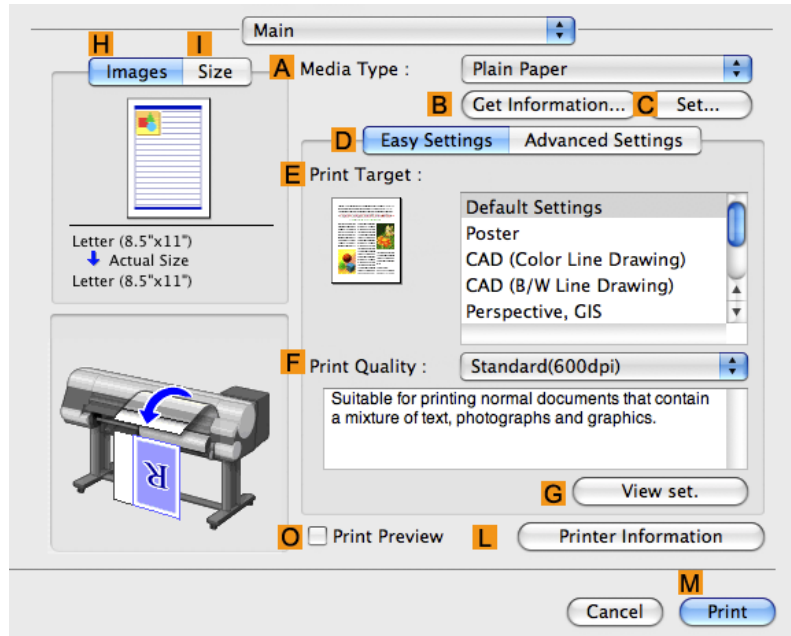 Main
H I
Images Size
A Media Type : Plain Paper
B Get Information... C Set...
D Easy Settings Advanced Settings
E Print Target :
Default Settings
Poster
CAD (Color Line Drawing)
CAD (B/W Line Drawing)
Perspective, GIS
Letter (8.5"x11")
Actual Size
Letter (8.5"x11")
F Print Quality : Standard(600dpi)
Suitable for printing normal documents that contain
a mixture of text, photographs and graphics.
R
G View set.
O Print Preview L Printer Information
M
Cancel Print